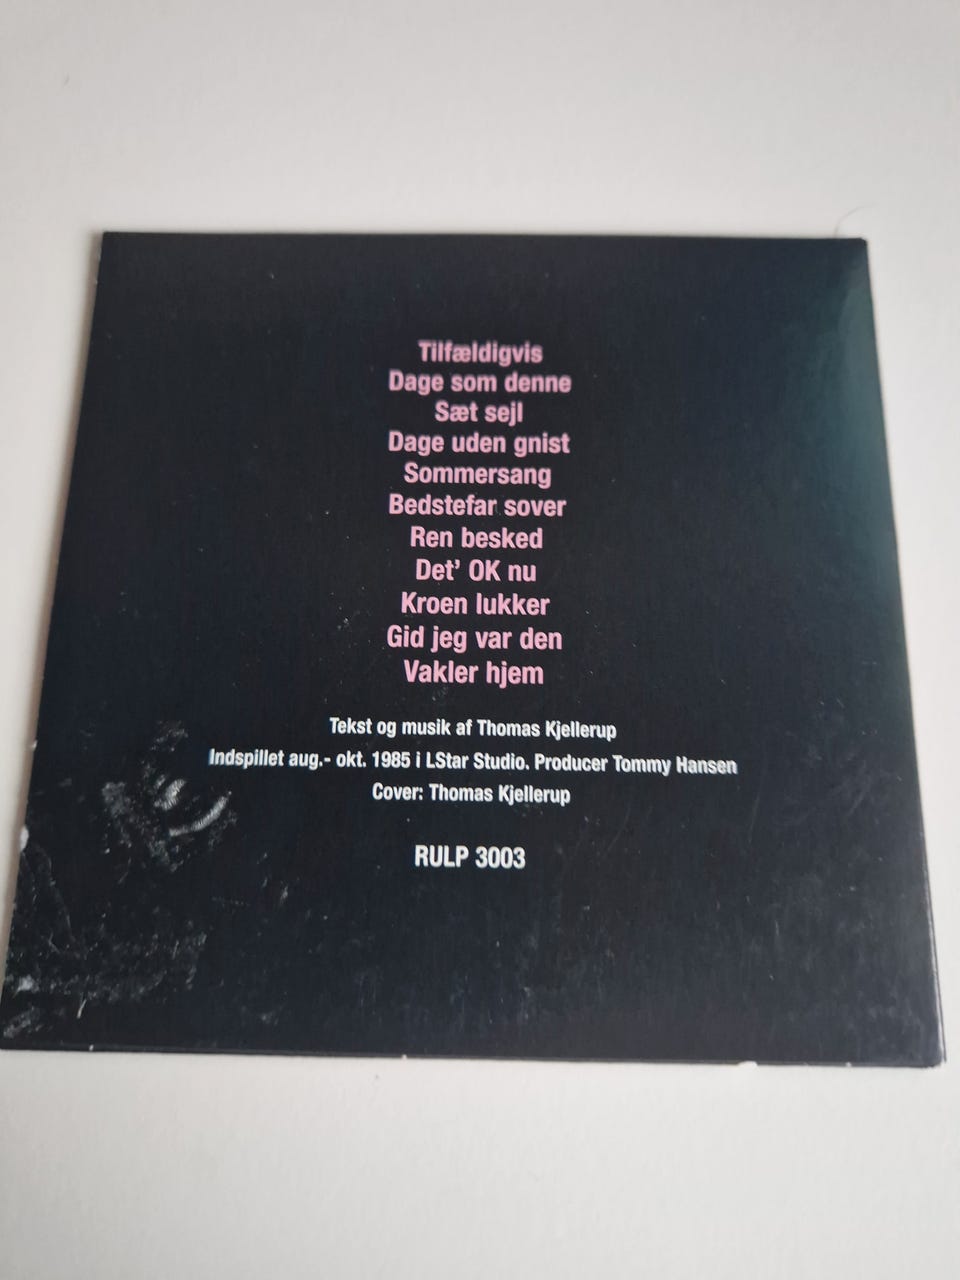 Tilfældigvis
Dage som denne
Sæt sejl
Dage uden gnist
Sommersang
Bedstefar sover
Ren besked
Det’ OK nu
Kroen lukker
Gid jeg var den
Vakler hjem
Tekst og musik af Thomas Kjellerup
Indspillet aug.- okt. 1985 i LStar Studio. Producer Tommy Hansen
Cover: Thomas Kjellerup
RULP 3003